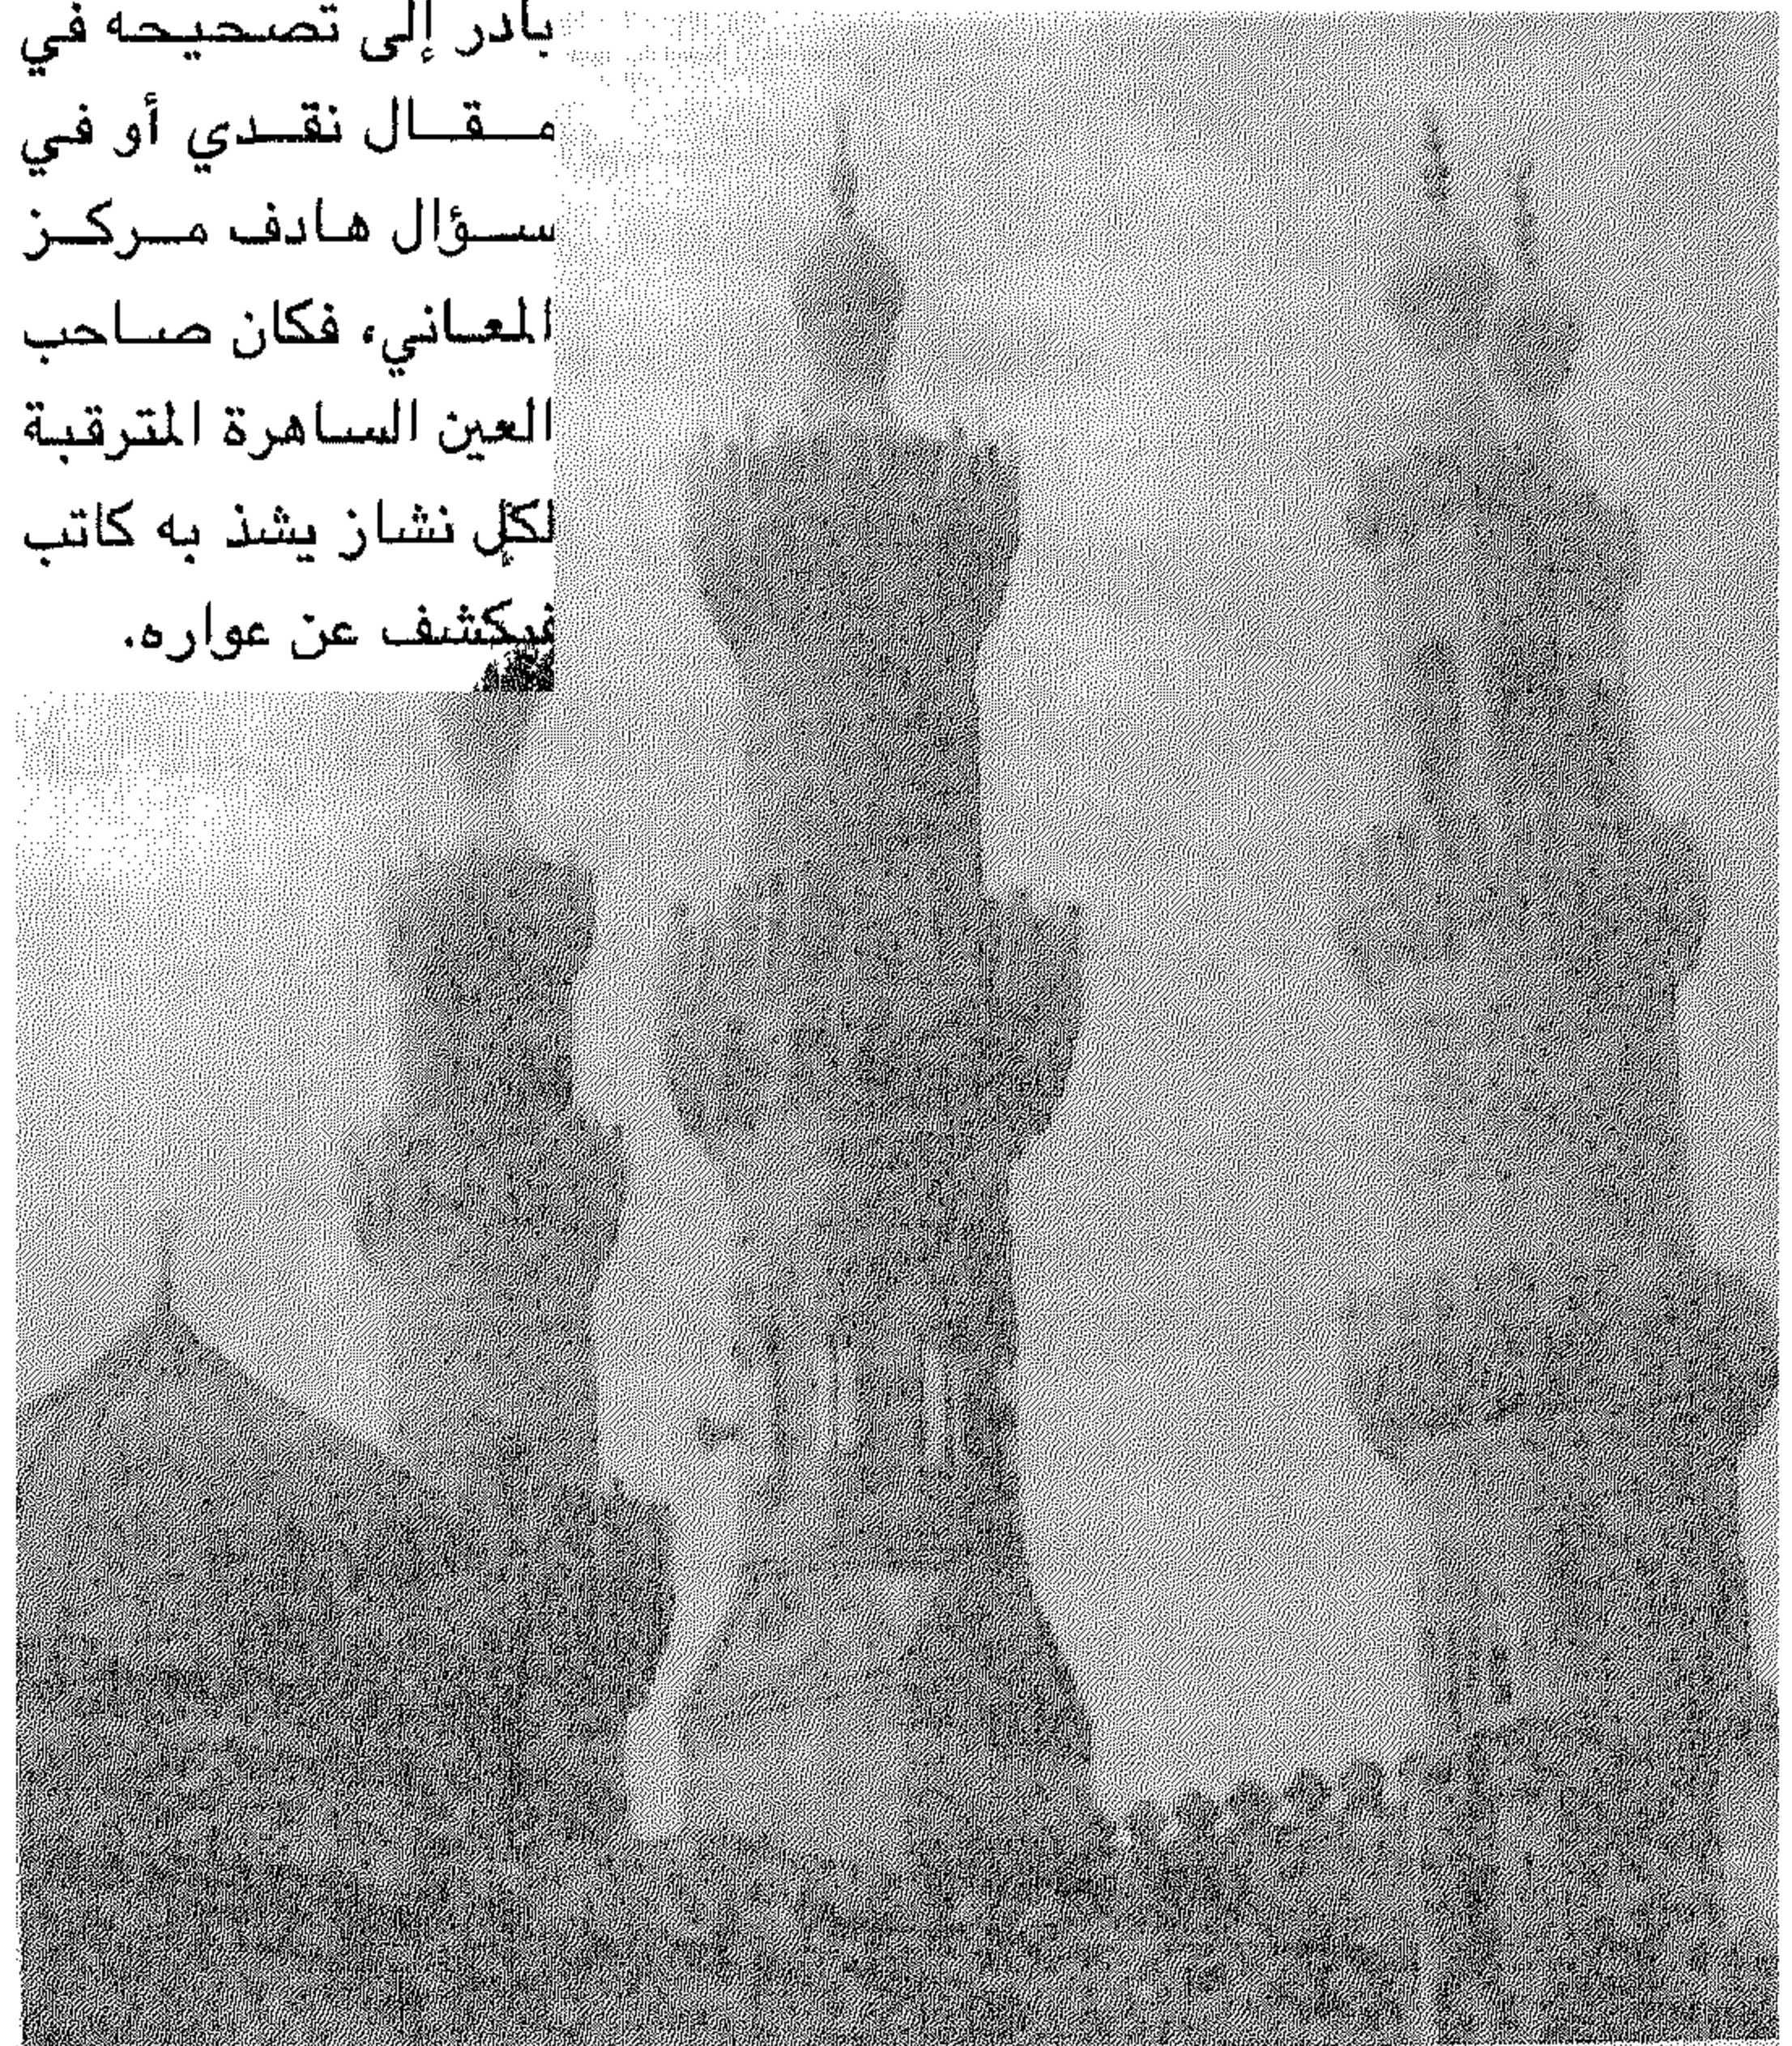 بادر إلى تصحيحه في
مقال نقدي أو في
سؤال هادف مركز
المعاني، فكان صاحب
العين الساهرة المترقبة
لكل نشاز يشذ به كاتب
فيكشف عن عواره.